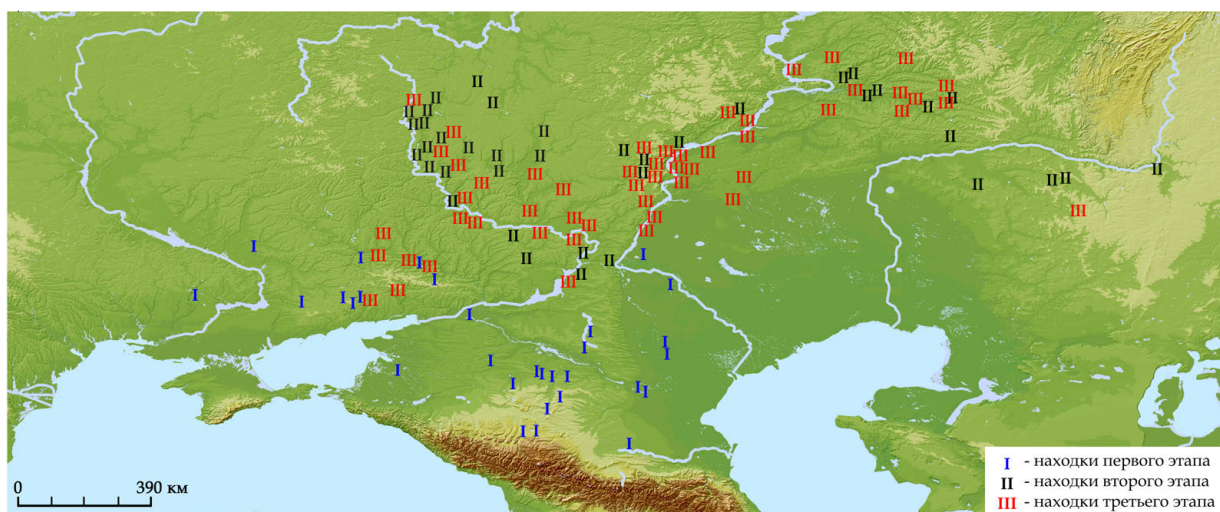 0 390 км
I - находки первого этапа
II - находки второго этапа
III - находки третьего этапа